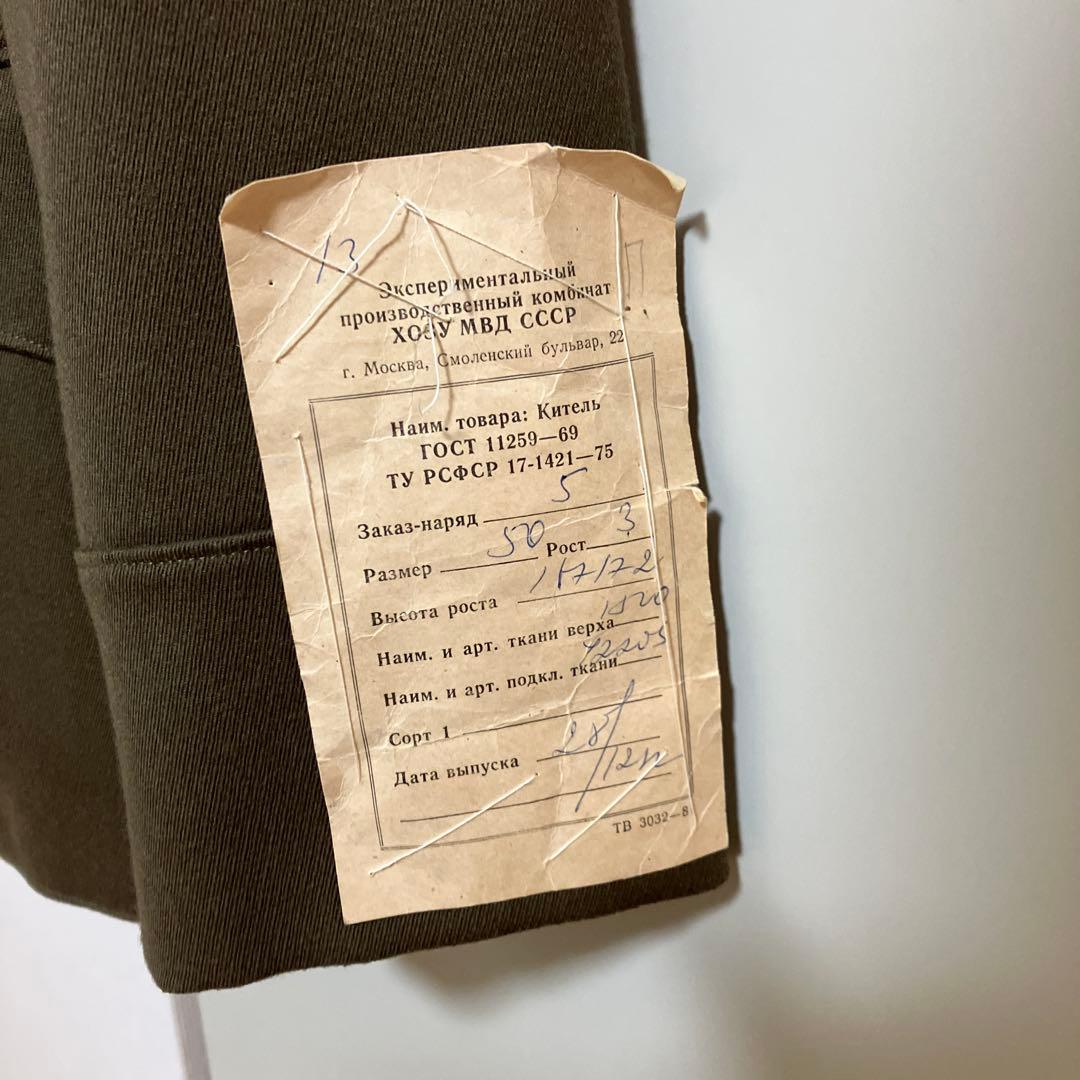 13
Экспериментальный
производственный комбинат
ХОЗУ МВД СССР
г. Москва, Смоленский бульвар, 22
Наим. товара: Китель
ГОСТ 11259—69
ТУ РСФСР 17-1421—75
Заказ-наряд 5
Размер 50 Рост 3
Высота роста
Наим. и арт. ткани верха 1520
Наим. и арт. подкл. ткани
Сорт 1
Дата выпуска 28/
ТВ 3032—8